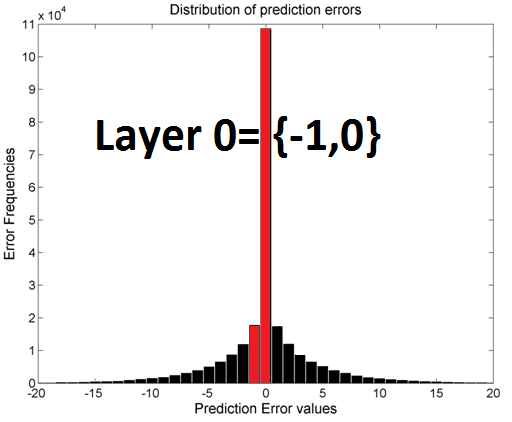 Distribution of prediction errors
x 10^4
11
10
9
8
7
6
5
4
3
2
1
0
Error Frequencies
Layer 0= {-1,0}
-20 -15 -10 -5 0 5 10 15 20
Prediction Error values